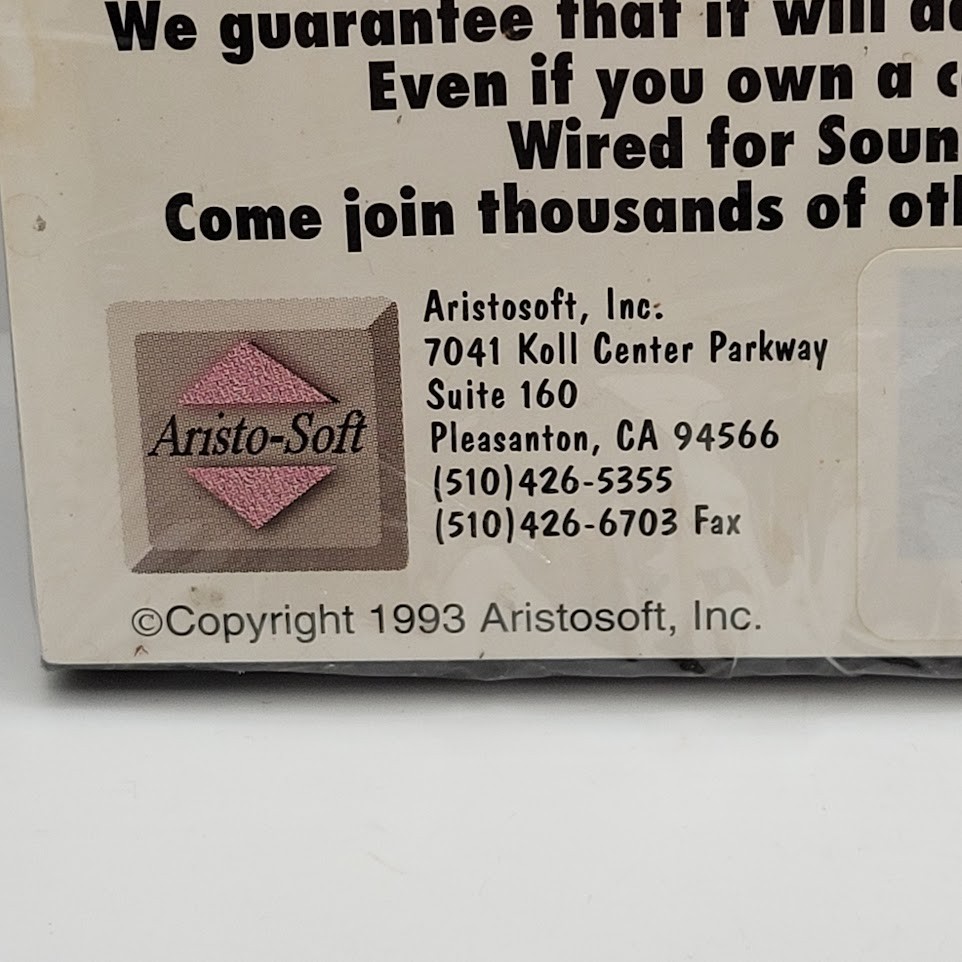 We guarantee that it will
Even if you own a
Wired for Soun
Come join thousands of
Aristo-Soft
Aristosoft, Inc.
7041 Koll Center Parkway
Suite 160
Pleasanton, CA 94566
(510)426-5355
(510)426-6703 Fax
©Copyright 1993 Aristosoft, Inc.